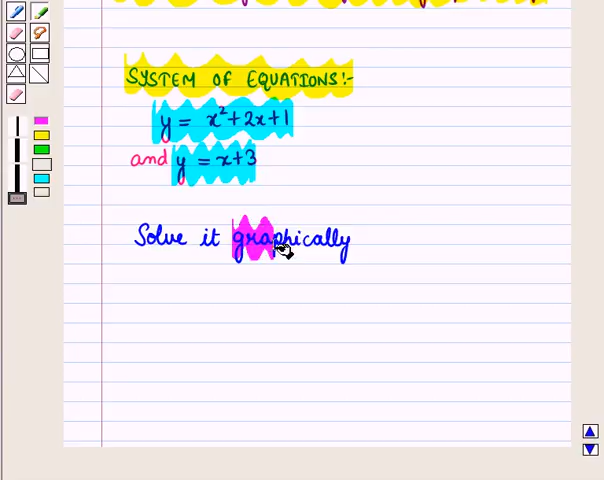 SYSTEM OF EQUATIONS:-
y = x²+2x+1
and y = x+3
Solve it graphically